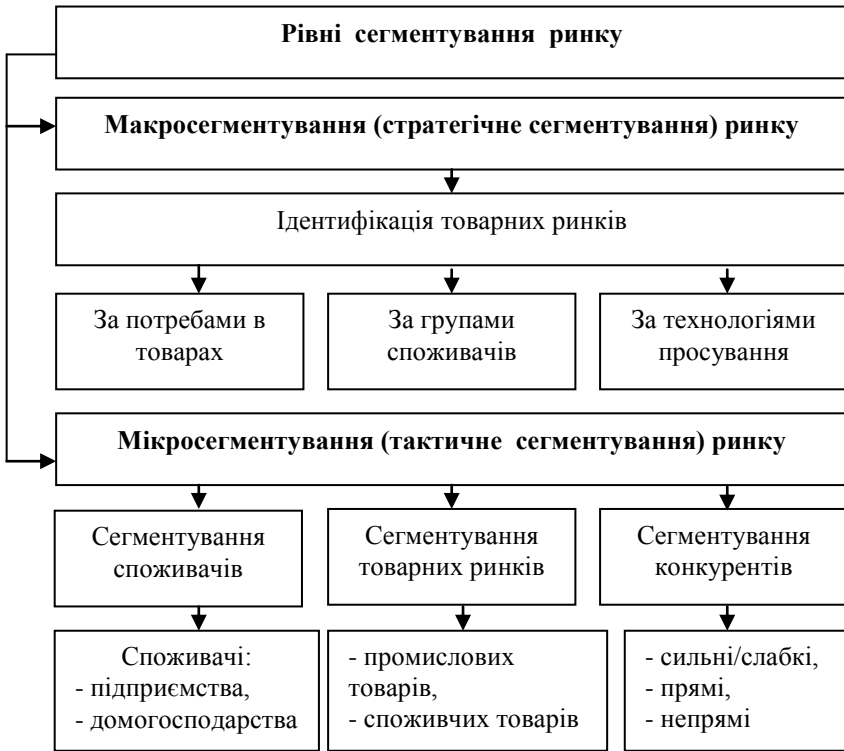 Рівні сегментування ринку
Макросегментування (стратегічне сегментування) ринку
Ідентифікація товарних ринків
За потребами в
товарах
За групами
споживачів
За технологіями
просування
Мікросегментування (тактичне сегментування) ринку
Сегментування
споживачів
Сегментування
товарних ринків
Сегментування
конкурентів
Споживачі:
- підприємства,
- домогосподарства
- промислових
товарів,
- споживчих товарів
- сильні/слабкі,
- прямі,
- непрямі